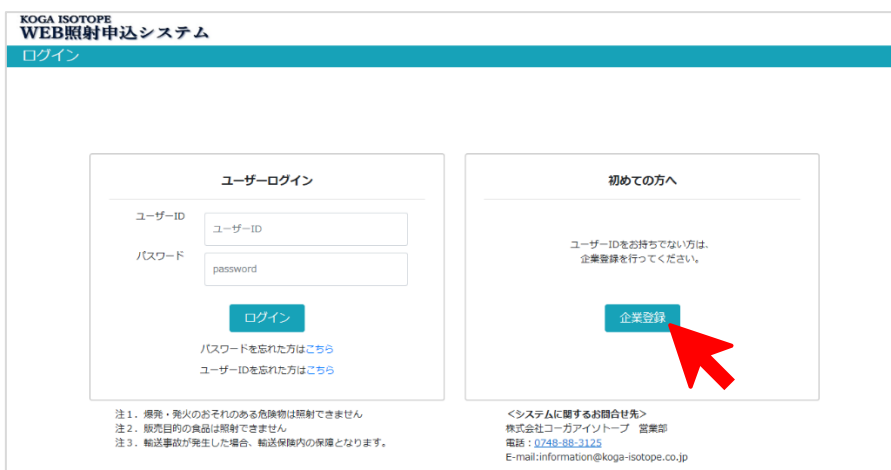 KOGA ISOTOPE
WEB照射申込システム
ログイン
ユーザーログイン
ユーザーID
ユーザーID
パスワード
password
ログイン
パスワードを忘れた方はこちら
ユーザーIDを忘れた方はこちら
初めての方へ
ユーザーIDをお持ちでない方は、
企業登録を行ってください。
企業登録
注1．爆発・発火のおそれのある危険物は照射できません
注2．販売目的の食品は照射できません
注3．輸送事故が発生した場合、輸送保険内の保障となります。
＜システムに関するお問合せ先＞
株式会社コーガアイソトープ　営業部
電話：0748-88-3125
E-mail:information@koga-isotope.co.jp